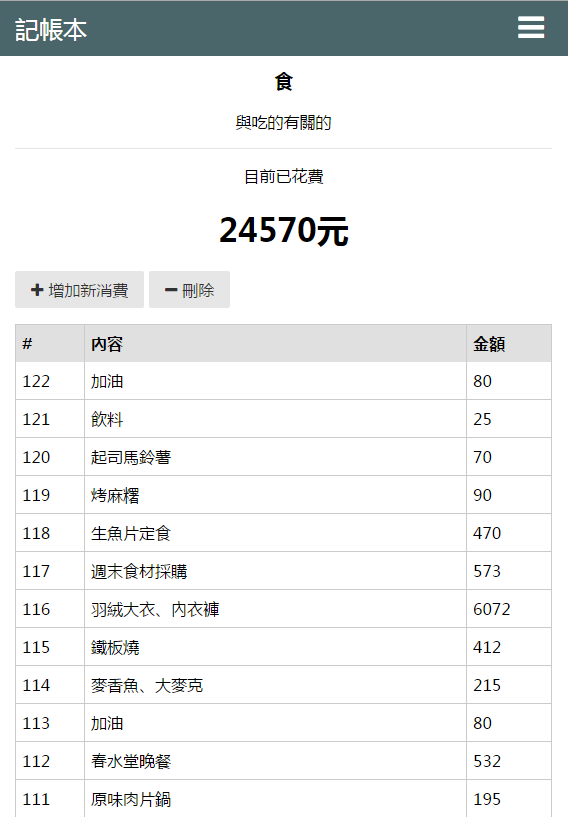 記帳本
食
與吃的有關的
目前已花費
24570元
增加新消費 刪除
# 內容 金額
122 加油 80
121 飲料 25
120 起司馬鈴薯 70
119 烤麻糬 90
118 生魚片定食 470
117 週末食材採購 573
116 羽絨大衣、內衣褲 6072
115 鐵板燒 412
114 麥香魚、大麥克 215
113 加油 80
112 春水堂晚餐 532
111 原味肉片鍋 195